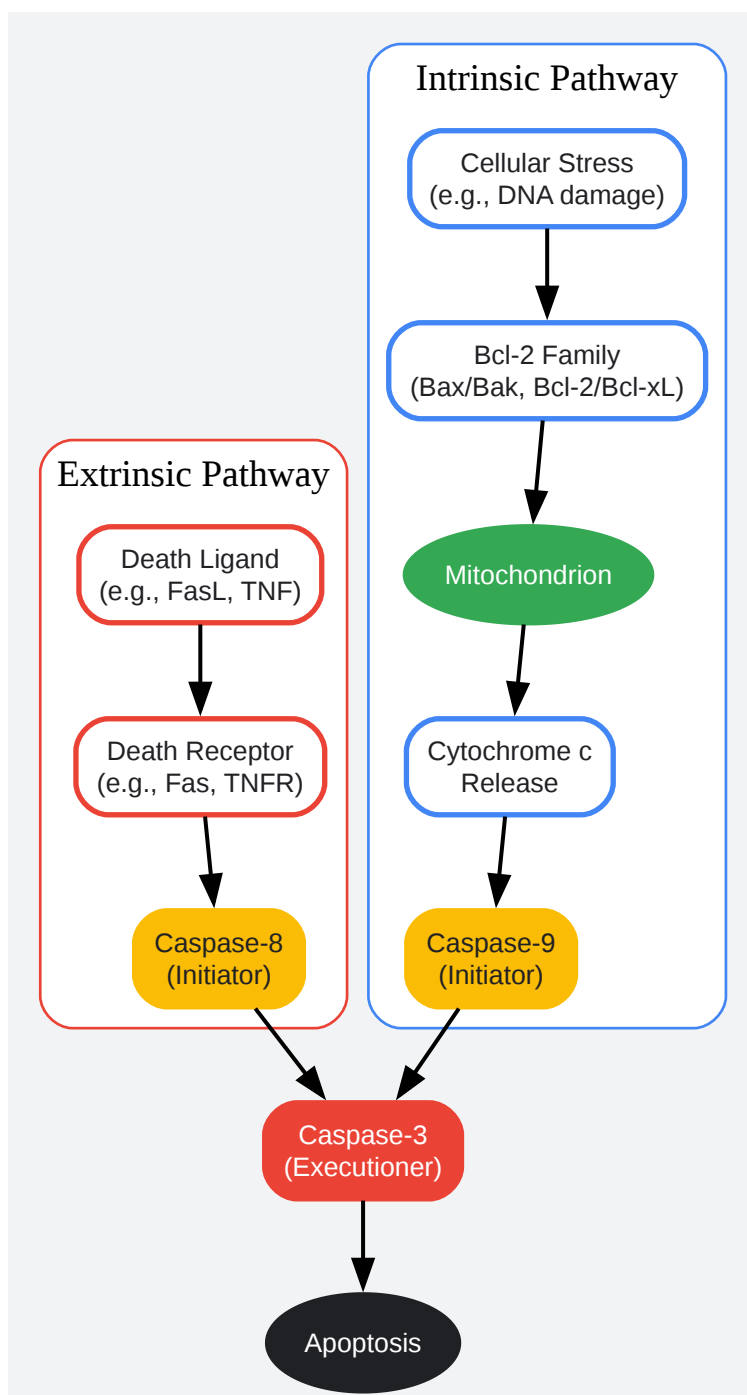 Intrinsic Pathway
Cellular Stress
(e.g., DNA damage)
Bcl-2 Family
(Bax/Bak, Bcl-2/Bcl-xL)
Mitochondrion
Cytochrome c
Release
Caspase-9
(Initiator)
Extrinsic Pathway
Death Ligand
(e.g., FasL, TNF)
Death Receptor
(e.g., Fas, TNFR)
Caspase-8
(Initiator)
Caspase-3
(Executioner)
Apoptosis